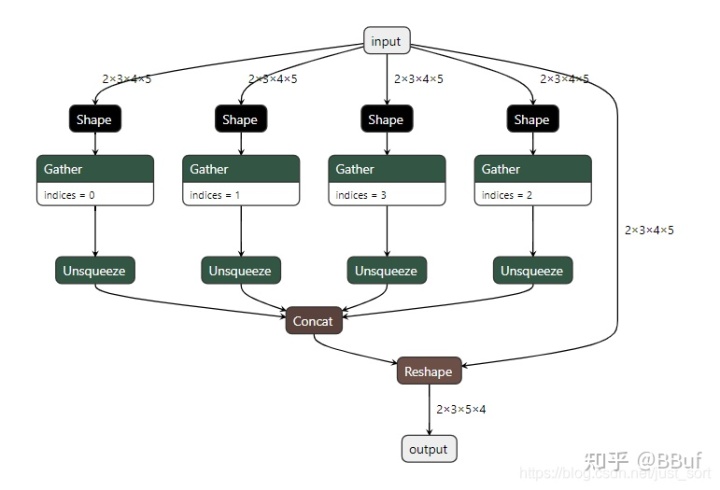 input
2×3×4×5
2×3×4×5
2×3×4×5
2×3×4×5
Shape
Shape
Shape
Shape
Gather
Gather
Gather
Gather
indices = 0
indices = 1
indices = 3
indices = 2
2×3×4×5
Unsqueeze
Unsqueeze
Unsqueeze
Unsqueeze
Concat
Reshape
2×3×5×4
output
知乎 @BBuf
https://blog.csdn.net/just_sort